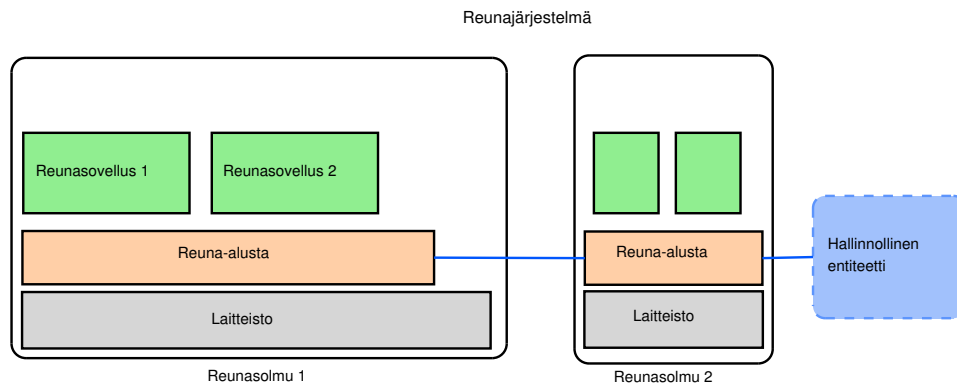 Reunajärjestelmä
Reunasovellus 1
Reunasovellus 2
Reuna-alusta
Reuna-alusta
Hallinnollinen
entiteetti
Laitteisto
Laitteisto
Reunasolmu 1
Reunasolmu 2